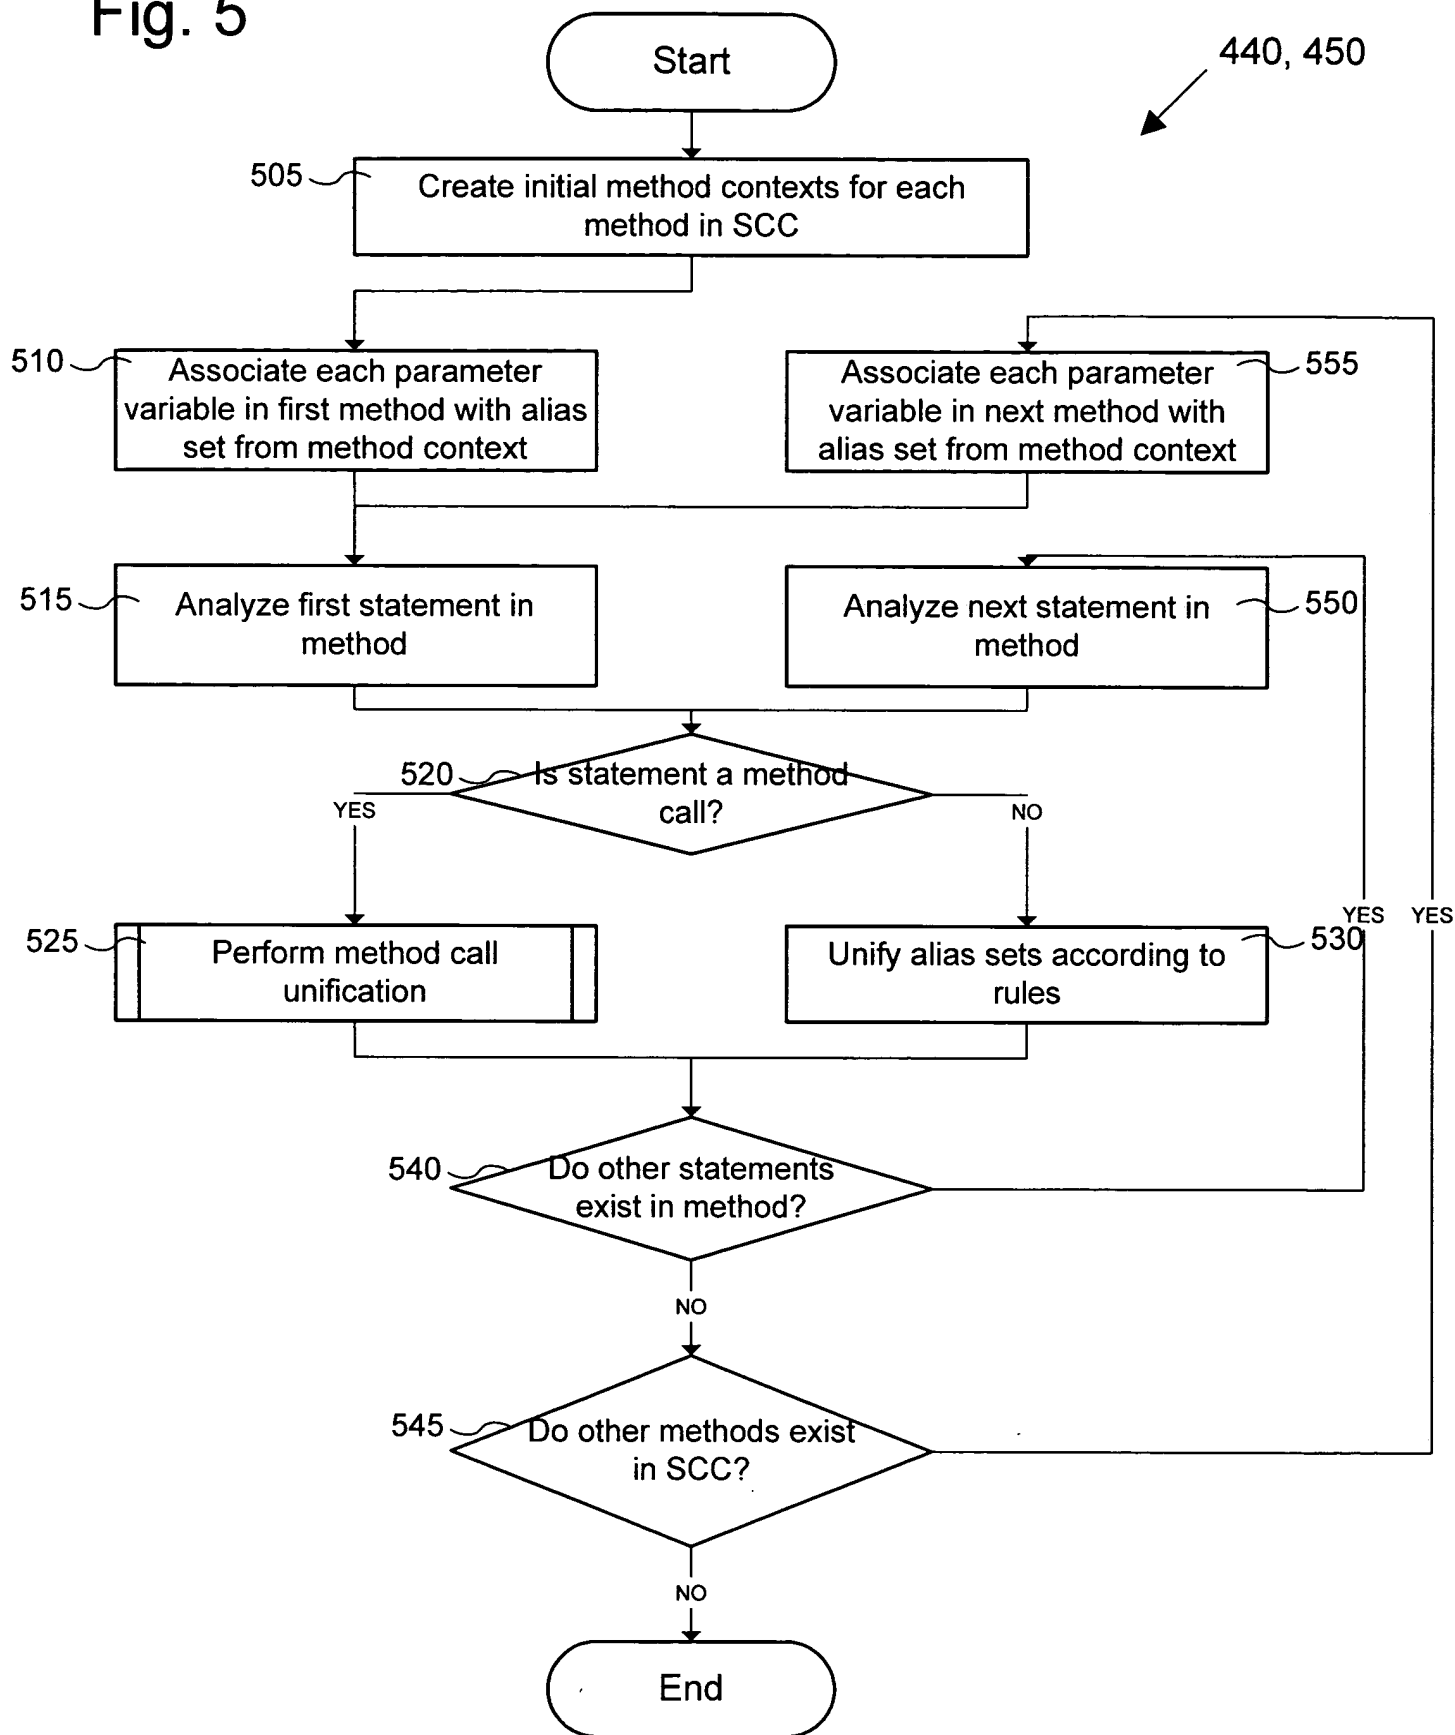 Fig. 5
Start
440, 450
505
Create initial method contexts for each
method in SCC
510
Associate each parameter
variable in first method with alias
set from method context
Associate each parameter
variable in next method with
alias set from method context
555
515
Analyze first statement in
method
Analyze next statement in
method
550
520
Is statement a method
call?
YES
NO
YES
YES
525
Perform method call
unification
Unify alias sets according to
rules
530
540
Do other statements
exist in method?
NO
545
Do other methods exist
in SCC?
NO
End